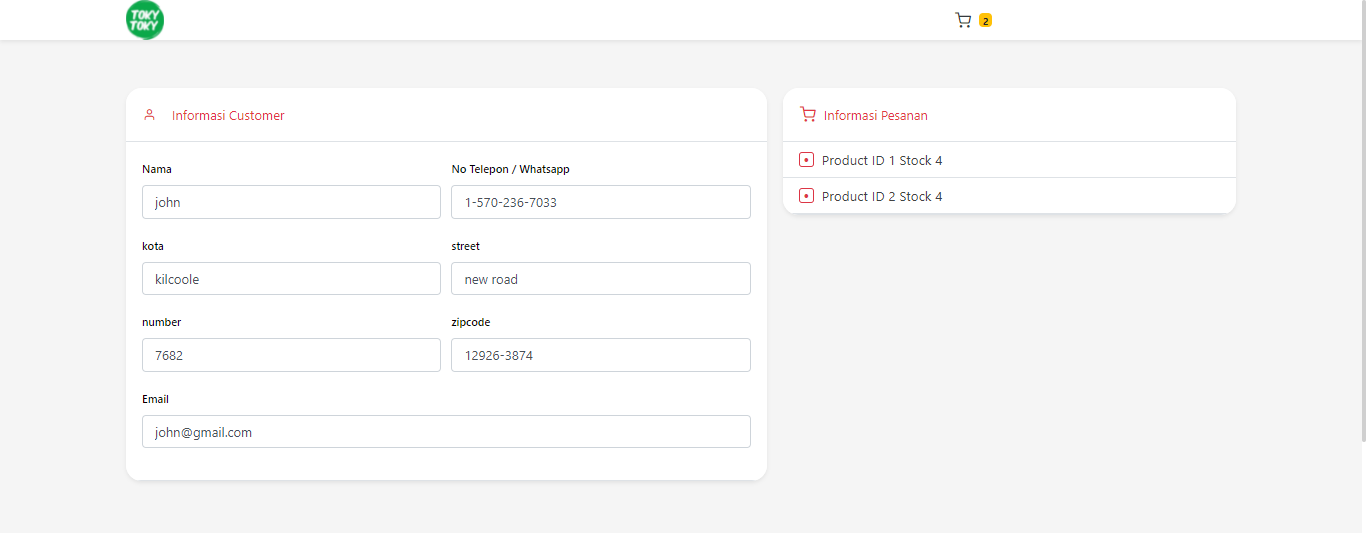 TOKY
TOKY
2
Informasi Customer
Nama
No Telepon / Whatsapp
john
1-570-236-7033
kota
street
kilcoole
new road
number
zipcode
7682
12926-3874
Email
john@gmail.com
Informasi Pesanan
Product ID 1 Stock 4
Product ID 2 Stock 4